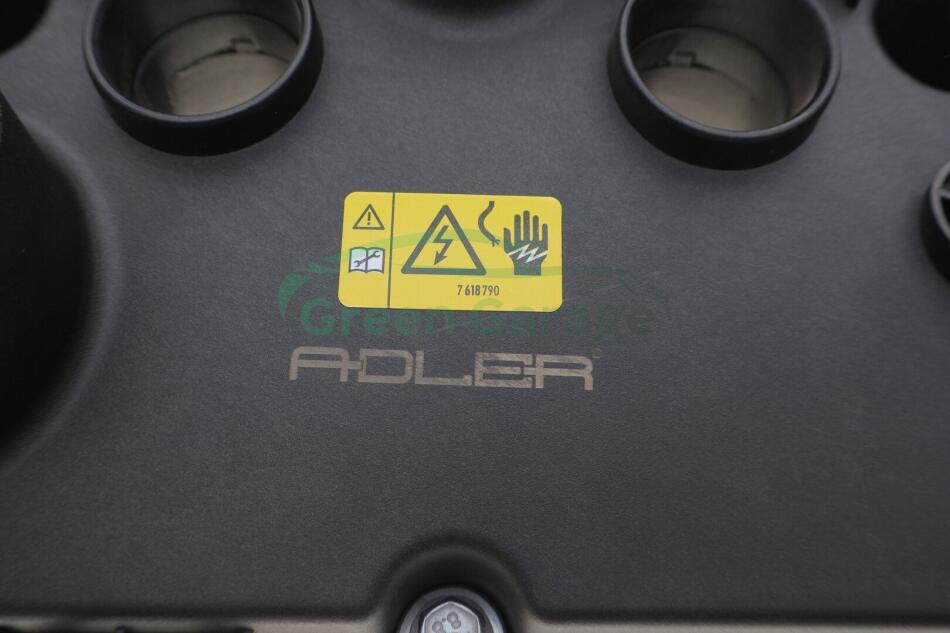 7 618 790
Green Garage
ADLER